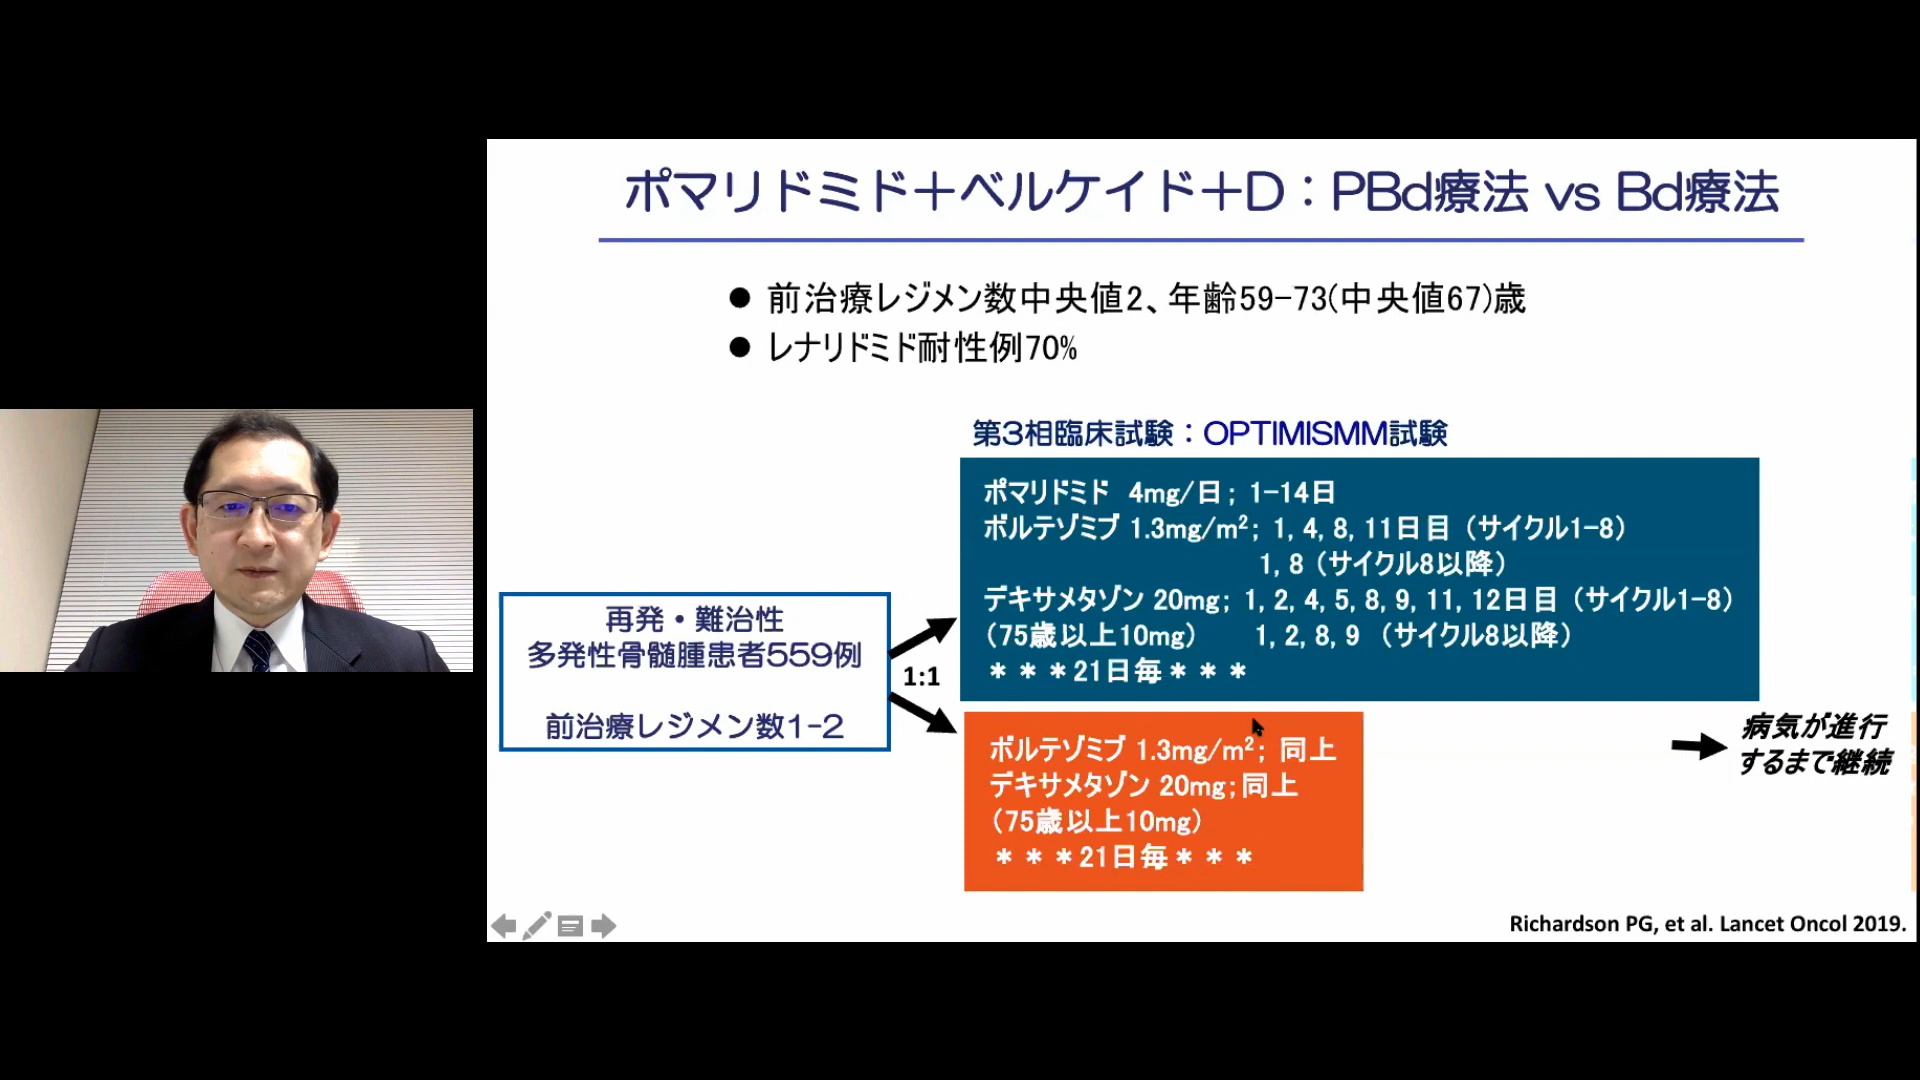 ポマリドミド＋ベルケイド＋D：PBd療法 vs Bd療法
● 前治療レジメン数中央値2、年齢59-73(中央値67)歳
● レナリドミド耐性例70%
第3相臨床試験：OPTIMISMM試験
ポマリドミド 4mg/日; 1-14日
ボルテゾミブ 1.3mg/m²; 1, 4, 8, 11日目（サイクル1-8）
1, 8（サイクル8以降）
デキサメタゾン 20mg; 1, 2, 4, 5, 8, 9, 11, 12日目（サイクル1-8）
（75歳以上10mg） 1, 2, 8, 9 （サイクル8以降）
＊＊＊21日毎＊＊＊
再発・難治性
多発性骨髄腫患者559例
前治療レジメン数1-2
1:1
ボルテゾミブ 1.3mg/m²; 同上
デキサメタゾン 20mg;同上
（75歳以上10mg）
＊＊＊21日毎＊＊＊
病気が進行
するまで継続
Richardson PG, et al. Lancet Oncol 2019.